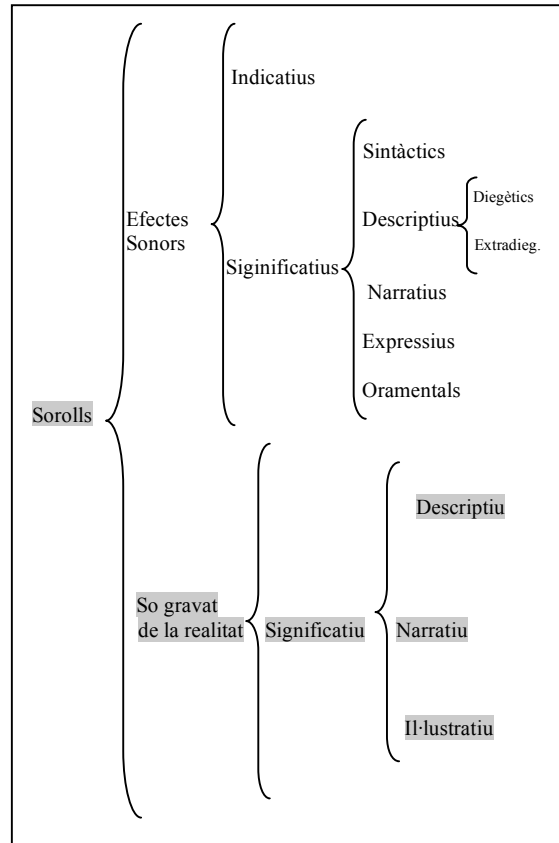 Indicatius
Sintàctics
Diegètics
Efectes
Sonors
Descriptius
Extradieg.
Siginificatius
Narratius
Expressius
Oramentals
Sorolls
Descriptiu
So gravat
de la realitat
Significatiu
Narratiu
Il·lustratiu